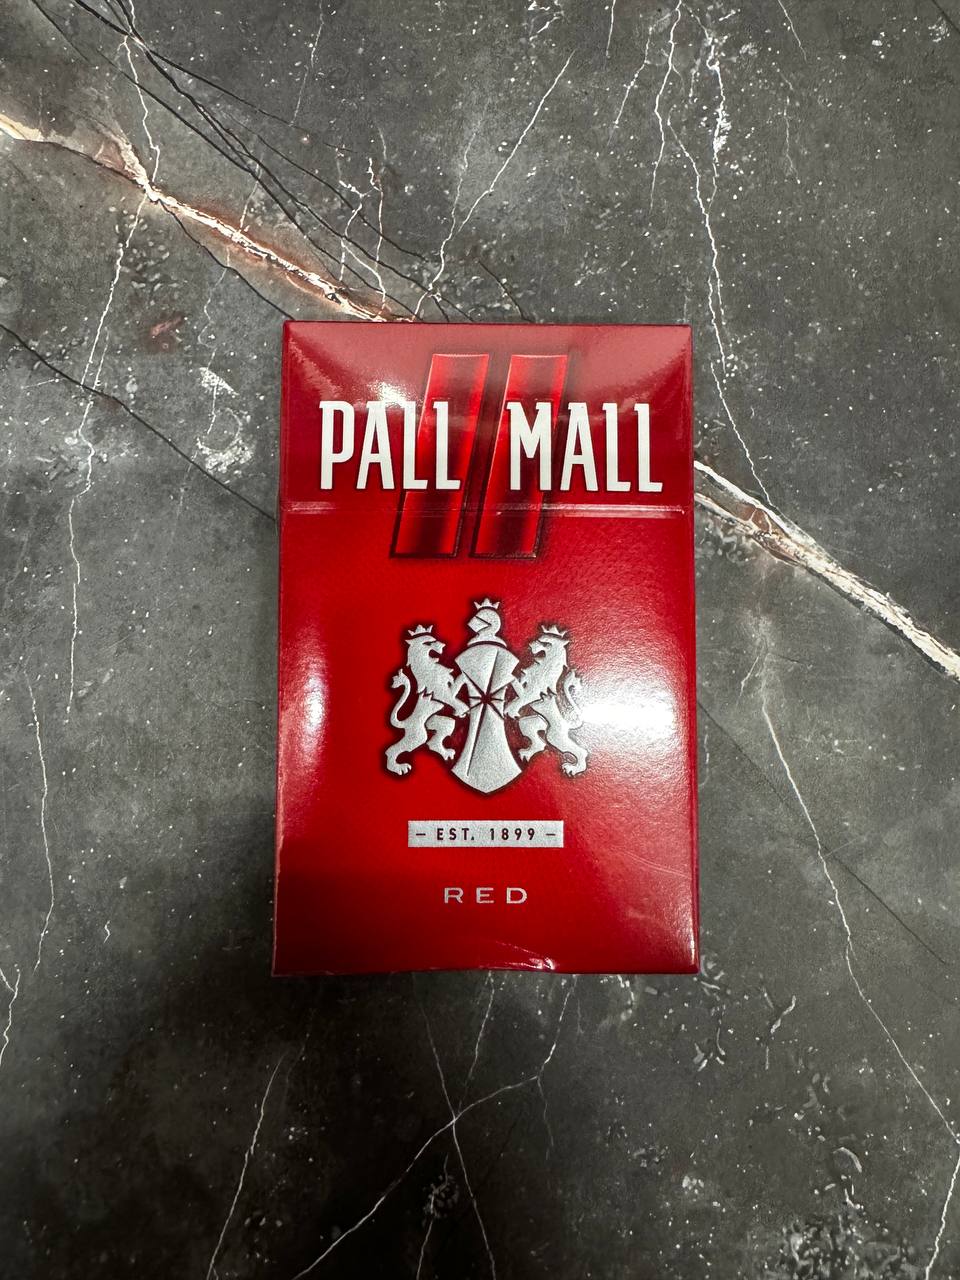 PALL MALL
- EST. 1899 -
RED